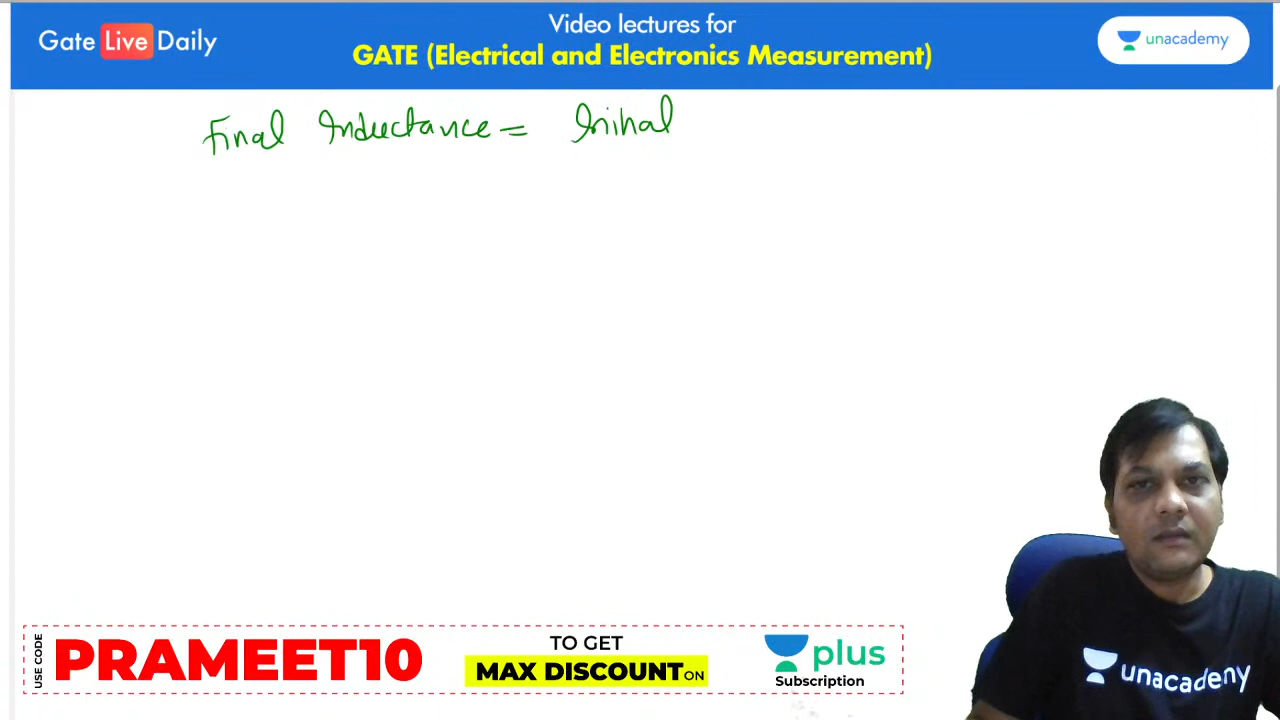 Gate Live Daily
Video lectures for
GATE (Electrical and Electronics Measurement)
unacademy
Final Inductance = Initial
USE CODE
PRAMEET10
TO GET
MAX DISCOUNT ON
plus
Subscription
unacademy